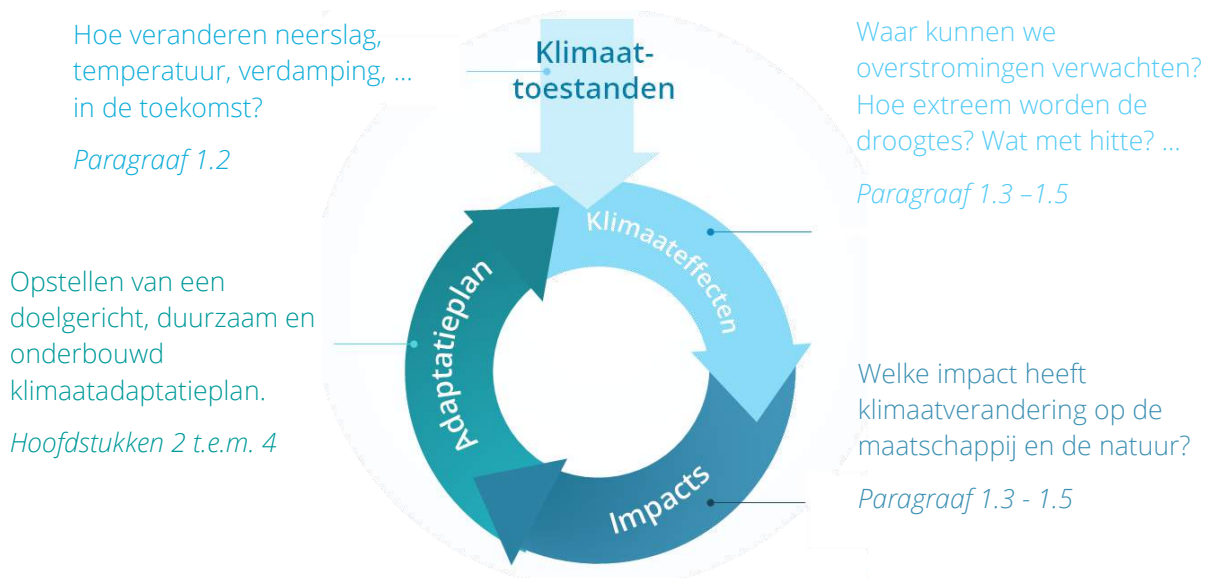 Hoe veranderen neerslag,
temperatuur, verdamping, ...
in de toekomst?
Paragraaf 1.2
Klimaat-
toestanden
Waar kunnen we
overstromingen verwachten?
Hoe extreem worden de
droogtes? Wat met hitte? ...
Paragraaf 1.3 –1.5
Klimaateffecten
Adaptatieplan
Opstellen van een
doelgericht, duurzaam en
onderbouwd
klimaatadaptatieplan.
Hoofdstukken 2 t.e.m. 4
Welke impact heeft
klimaatverandering op de
maatschappij en de natuur?
Paragraaf 1.3 - 1.5
Impacts